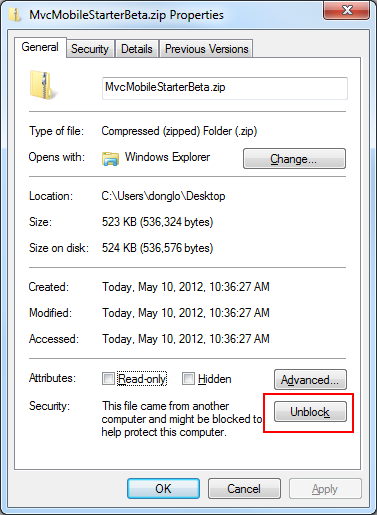 MvcMobileStarterBeta.zip Properties
General Security Details Previous Versions
MvcMobileStarterBeta.zip
Type of file: Compressed (zipped) Folder (.zip)
Opens with: Windows Explorer Change...
Location: C:\Users\donglo\Desktop
Size: 523 KB (536,324 bytes)
Size on disk: 524 KB (536,576 bytes)
Created: Today, May 10, 2012, 10:36:27 AM
Modified: Today, May 10, 2012, 10:36:27 AM
Accessed: Today, May 10, 2012, 10:36:27 AM
Attributes: Read-only Hidden Advanced...
Security: This file came from another
computer and might be blocked to
help protect this computer.
Unblock
OK Cancel Apply